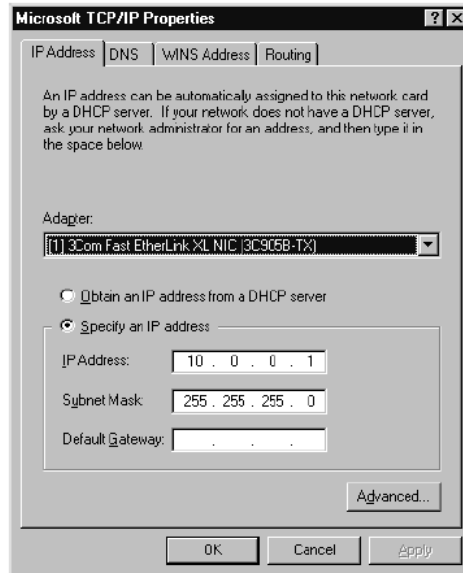 Microsoft TCP/IP Properties ? X
IP Address DNS WINS Address Routing
An IP address can be automatically assigned to this network card
by a DHCP server. If your network does not have a DHCP server,
ask your network administrator for an address, and then type it in
the space below.
Adapter:
[1] 3Com Fast EtherLink XL NIC (3C905B-TX)
Obtain an IP address from a DHCP server
Specify an IP address
IP Address: 10 . 0 . 0 . 1
Subnet Mask: 255 . 255 . 255 . 0
Default Gateway: . . .
Advanced...
OK Cancel Apply